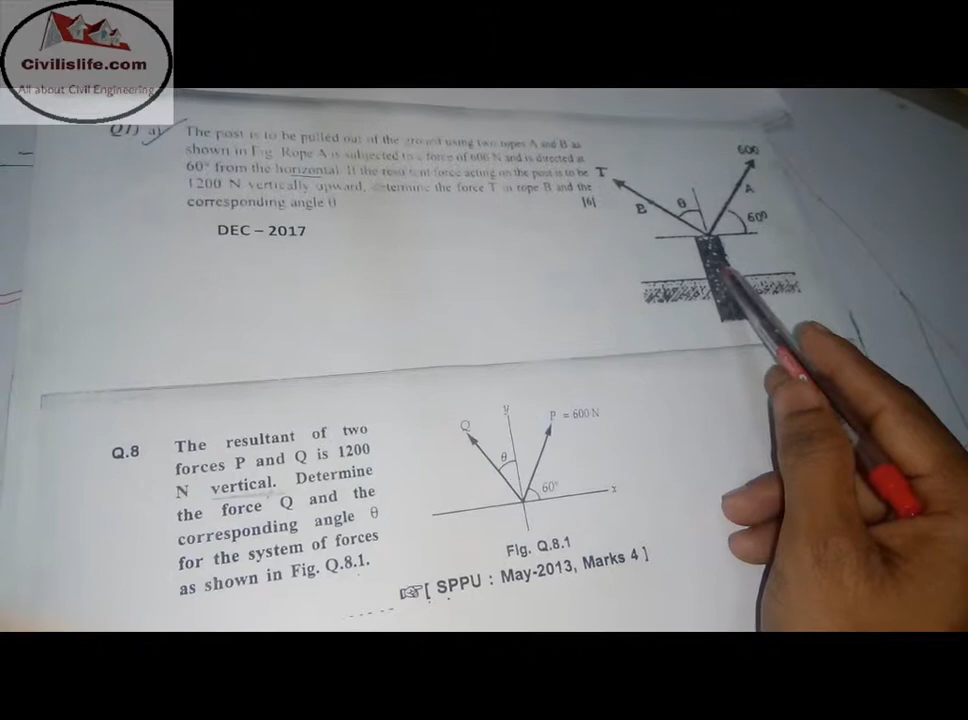 Civilislife.com
All about Civil Engineering
Q1) a)
The post is to be pulled out of the ground using two ropes A and B as
shown in Fig. Rope A is subjected to a force of 600 N and is directed at
60° from the horizontal. If the resultant force acting on the post is to be
1200 N vertically upward, determine the force T in rope B and the
corresponding angle θ
[6]
DEC – 2017
T
B
θ
600
A
60°
Q.8
The resultant of two
forces P and Q is 1200
N vertical. Determine
the force Q and the
corresponding angle θ
for the system of forces
as shown in Fig. Q.8.1.
Q
y
P = 600 N
θ
60°
x
Fig. Q.8.1
☞[ SPPU : May-2013, Marks 4 ]